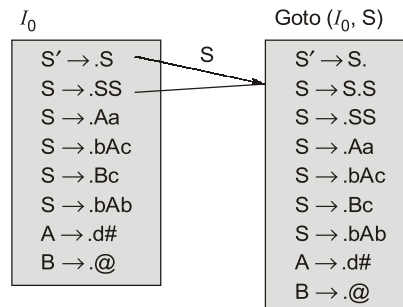 I₀
S′ → .S
S → .SS
S → .Aa
S → .bAc
S → .Bc
S → .bAb
A → .d#
B → .@
S
Goto (I₀, S)
S′ → S.
S → S.S
S → .SS
S → .Aa
S → .bAc
S → .Bc
S → .bAb
A → .d#
B → .@